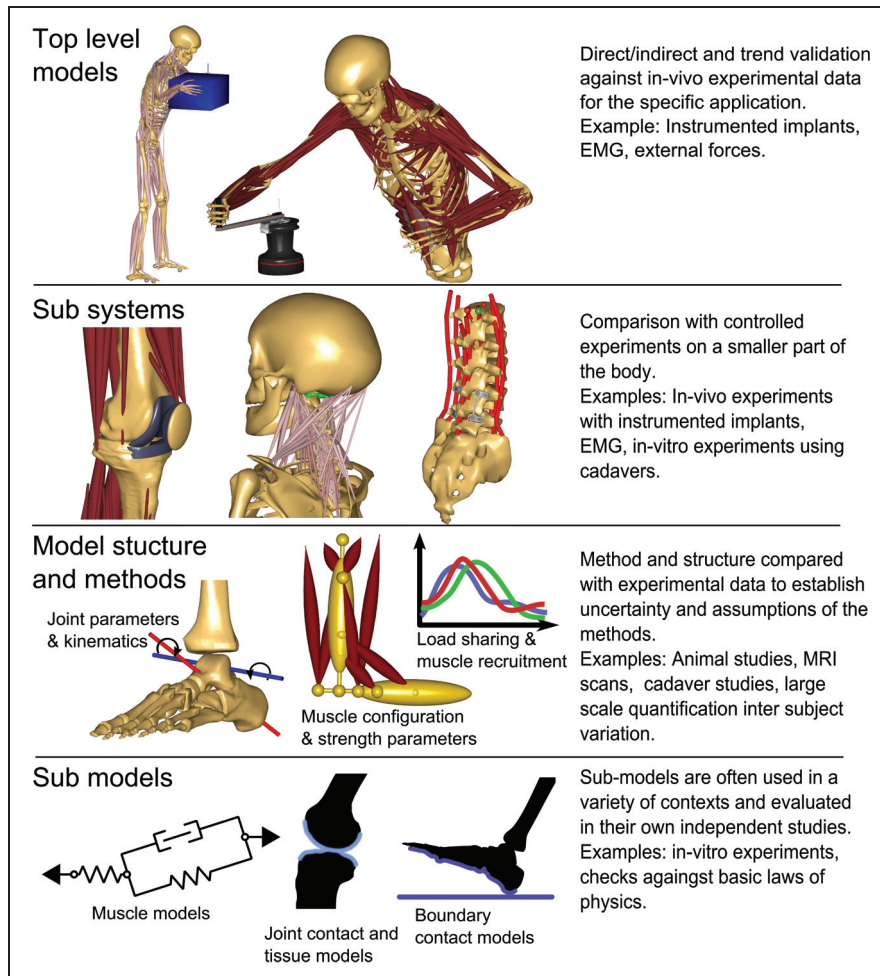 Top level
models
Direct/indirect and trend validation
against in-vivo experimental data
for the specific application.
Example: Instrumented implants,
EMG, external forces.
Sub systems
Comparison with controlled
experiments on a smaller part of
the body.
Examples: In-vivo experiments
with instrumented implants,
EMG, in-vitro experiments using
cadavers.
Model stucture
and methods
Joint parameters
& kinematics
Muscle configuration
& strength parameters
Load sharing &
muscle recruitment
Method and structure compared
with experimental data to establish
uncertainty and assumptions of the
methods.
Examples: Animal studies, MRI
scans, cadaver studies, large
scale quantification inter subject
variation.
Sub models
Muscle models
Joint contact and
tissue models
Boundary
contact models
Sub-models are often used in a
variety of contexts and evaluated
in their own independent studies.
Examples: in-vitro experiments,
checks againgst basic laws of
physics.